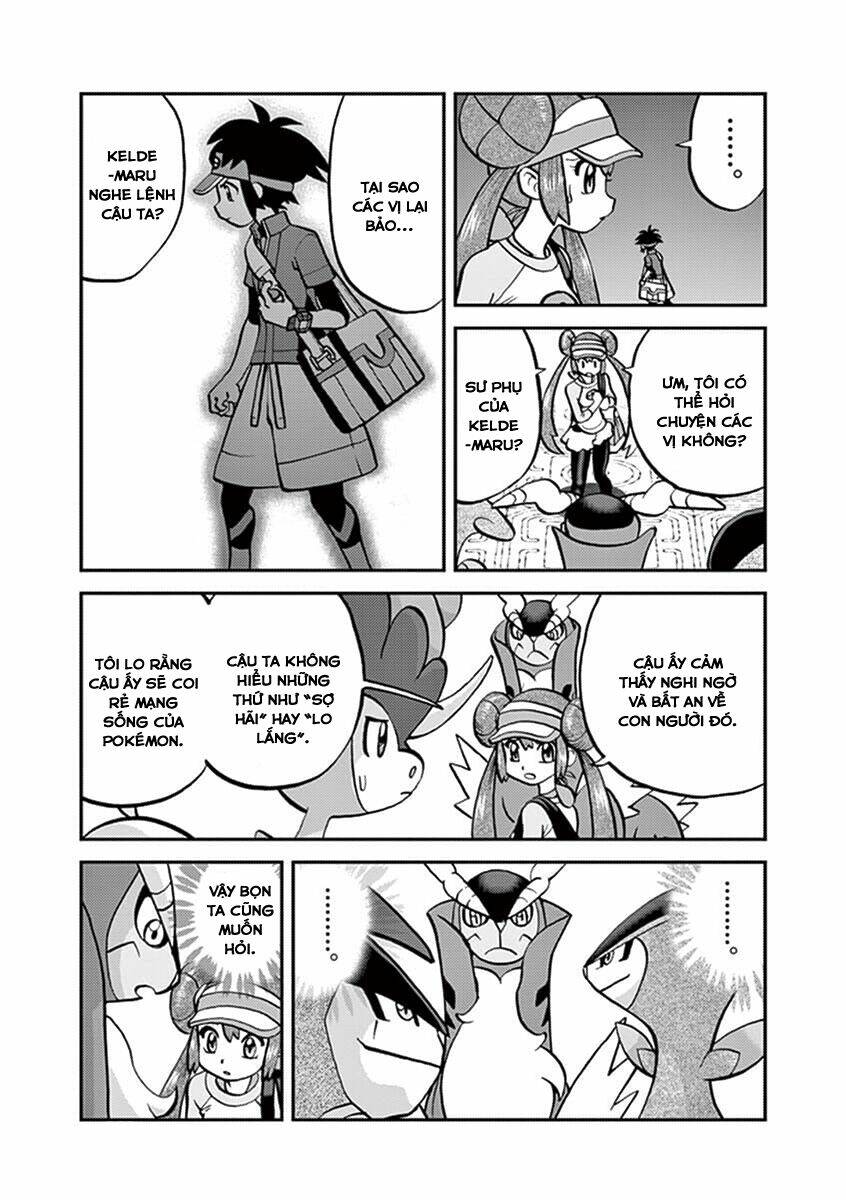 ......
ƯM, TÔI CÓ
THỂ HỎI
CHUYỆN CÁC
VỊ KHÔNG?
SƯ PHỤ
CỦA
KELDE
-MARU?
TẠI SAO
CÁC VỊ LẠI
BẢO...
KELDE
-MARU
NGHE LỆNH
CẬU TA?
CẬU ẤY CẢM
THẤY NGHI NGỜ
VÀ BẤT AN VỀ
CON NGƯỜI ĐÓ.
CẬU TA KHÔNG
HIỂU NHỮNG
THỨ NHƯ "SỢ
HÃI" HAY "LO
LẮNG".
TÔI LO RẰNG
CẬU ẤY SẼ COI
RẺ MẠNG
SỐNG CỦA
POKÉMON.
......
......
VẬY BỌN
TA CŨNG
MUỐN
HỎI.